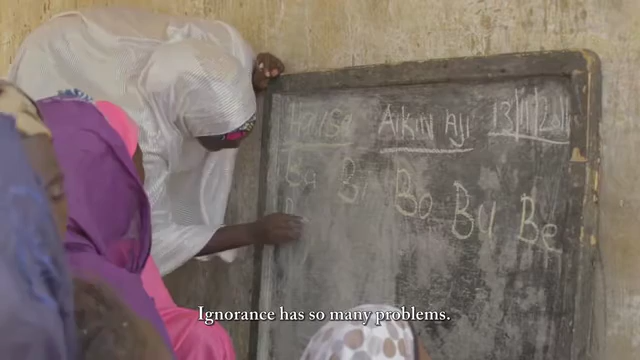 Hausa AIKIN AJI 13/11/201
Ba Bi Bo Bu Be
Ignorance has so many problems.